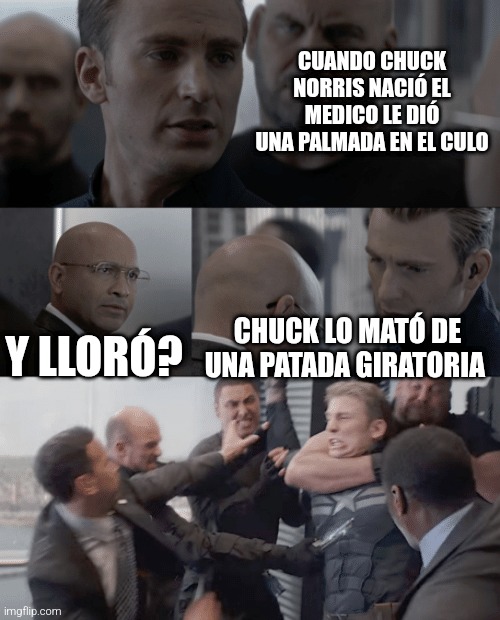 CUANDO CHUCK
NORRIS NACIÓ EL
MEDICO LE DIÓ
UNA PALMADA EN EL CULO
Y LLORÓ?
CHUCK LO MATÓ DE
UNA PATADA GIRATORIA
imgflip.com